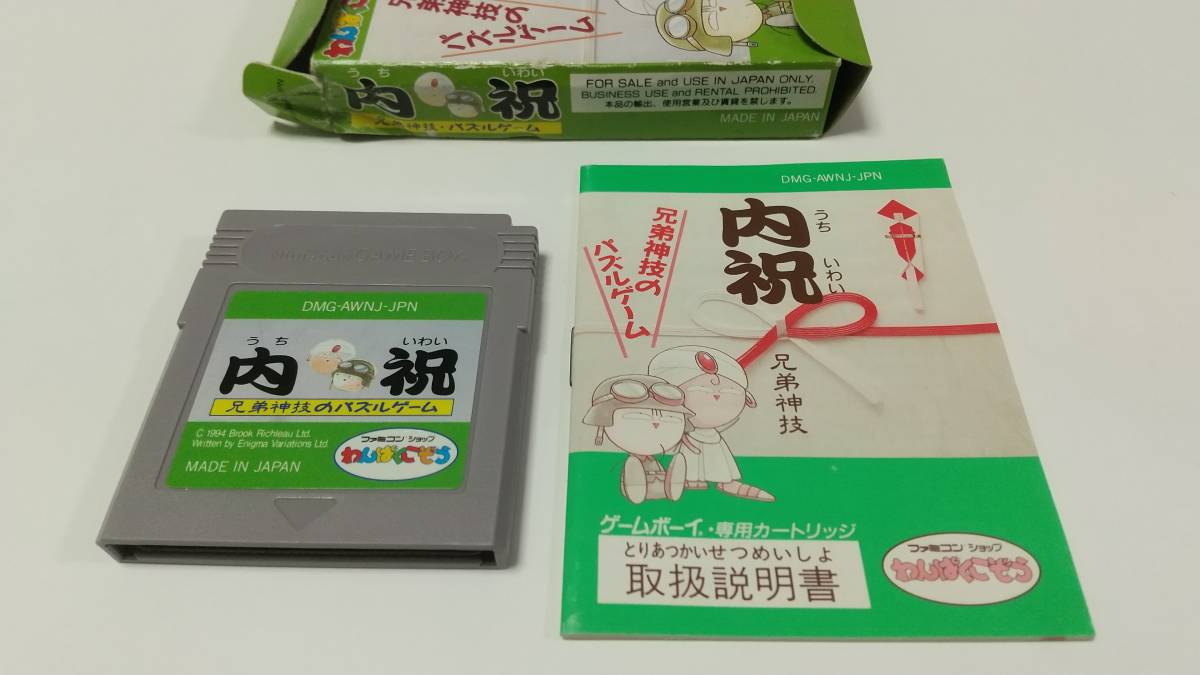 兄弟神技の
パズルゲーム
うち いわい
内祝
兄弟神技・パズルゲーム
FOR SALE and USE IN JAPAN ONLY.
BUSINESS USE and RENTAL PROHIBITED.
本品の輸出、使用営業及び賃貸を禁じます。
MADE IN JAPAN
Nintendo GAME BOY
DMG-AWNJ-JPN
うち いわい
内祝
兄弟神技のパズルゲーム
© 1994 Brook Richleau Ltd.
Written by Enigma Variations Ltd.
ファミコンショップ
わんぱくこぞう
MADE IN JAPAN
DMG-AWNJ-JPN
兄弟神技の
パズルゲーム
内祝
うち いわい
兄弟神技
ゲームボーイ®・専用カートリッジ
とりあつかいせつめいしょ
取扱説明書
ファミコンショップ
わんぱくこぞう